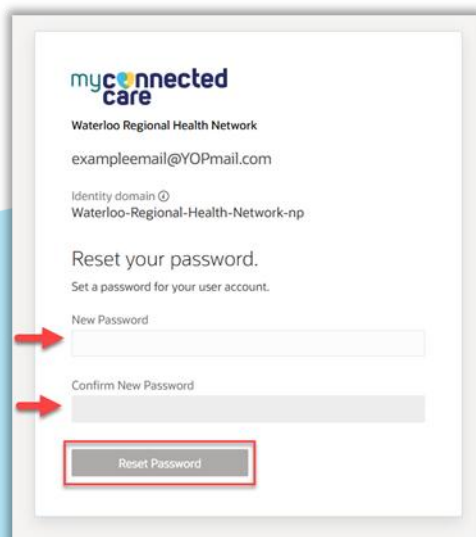 myconnected
care
Waterloo Regional Health Network
exampleemail@YOPmail.com
Identity domain
Waterloo-Regional-Health-Network-np
Reset your password.
Set a password for your user account.
New Password
Confirm New Password
Reset Password